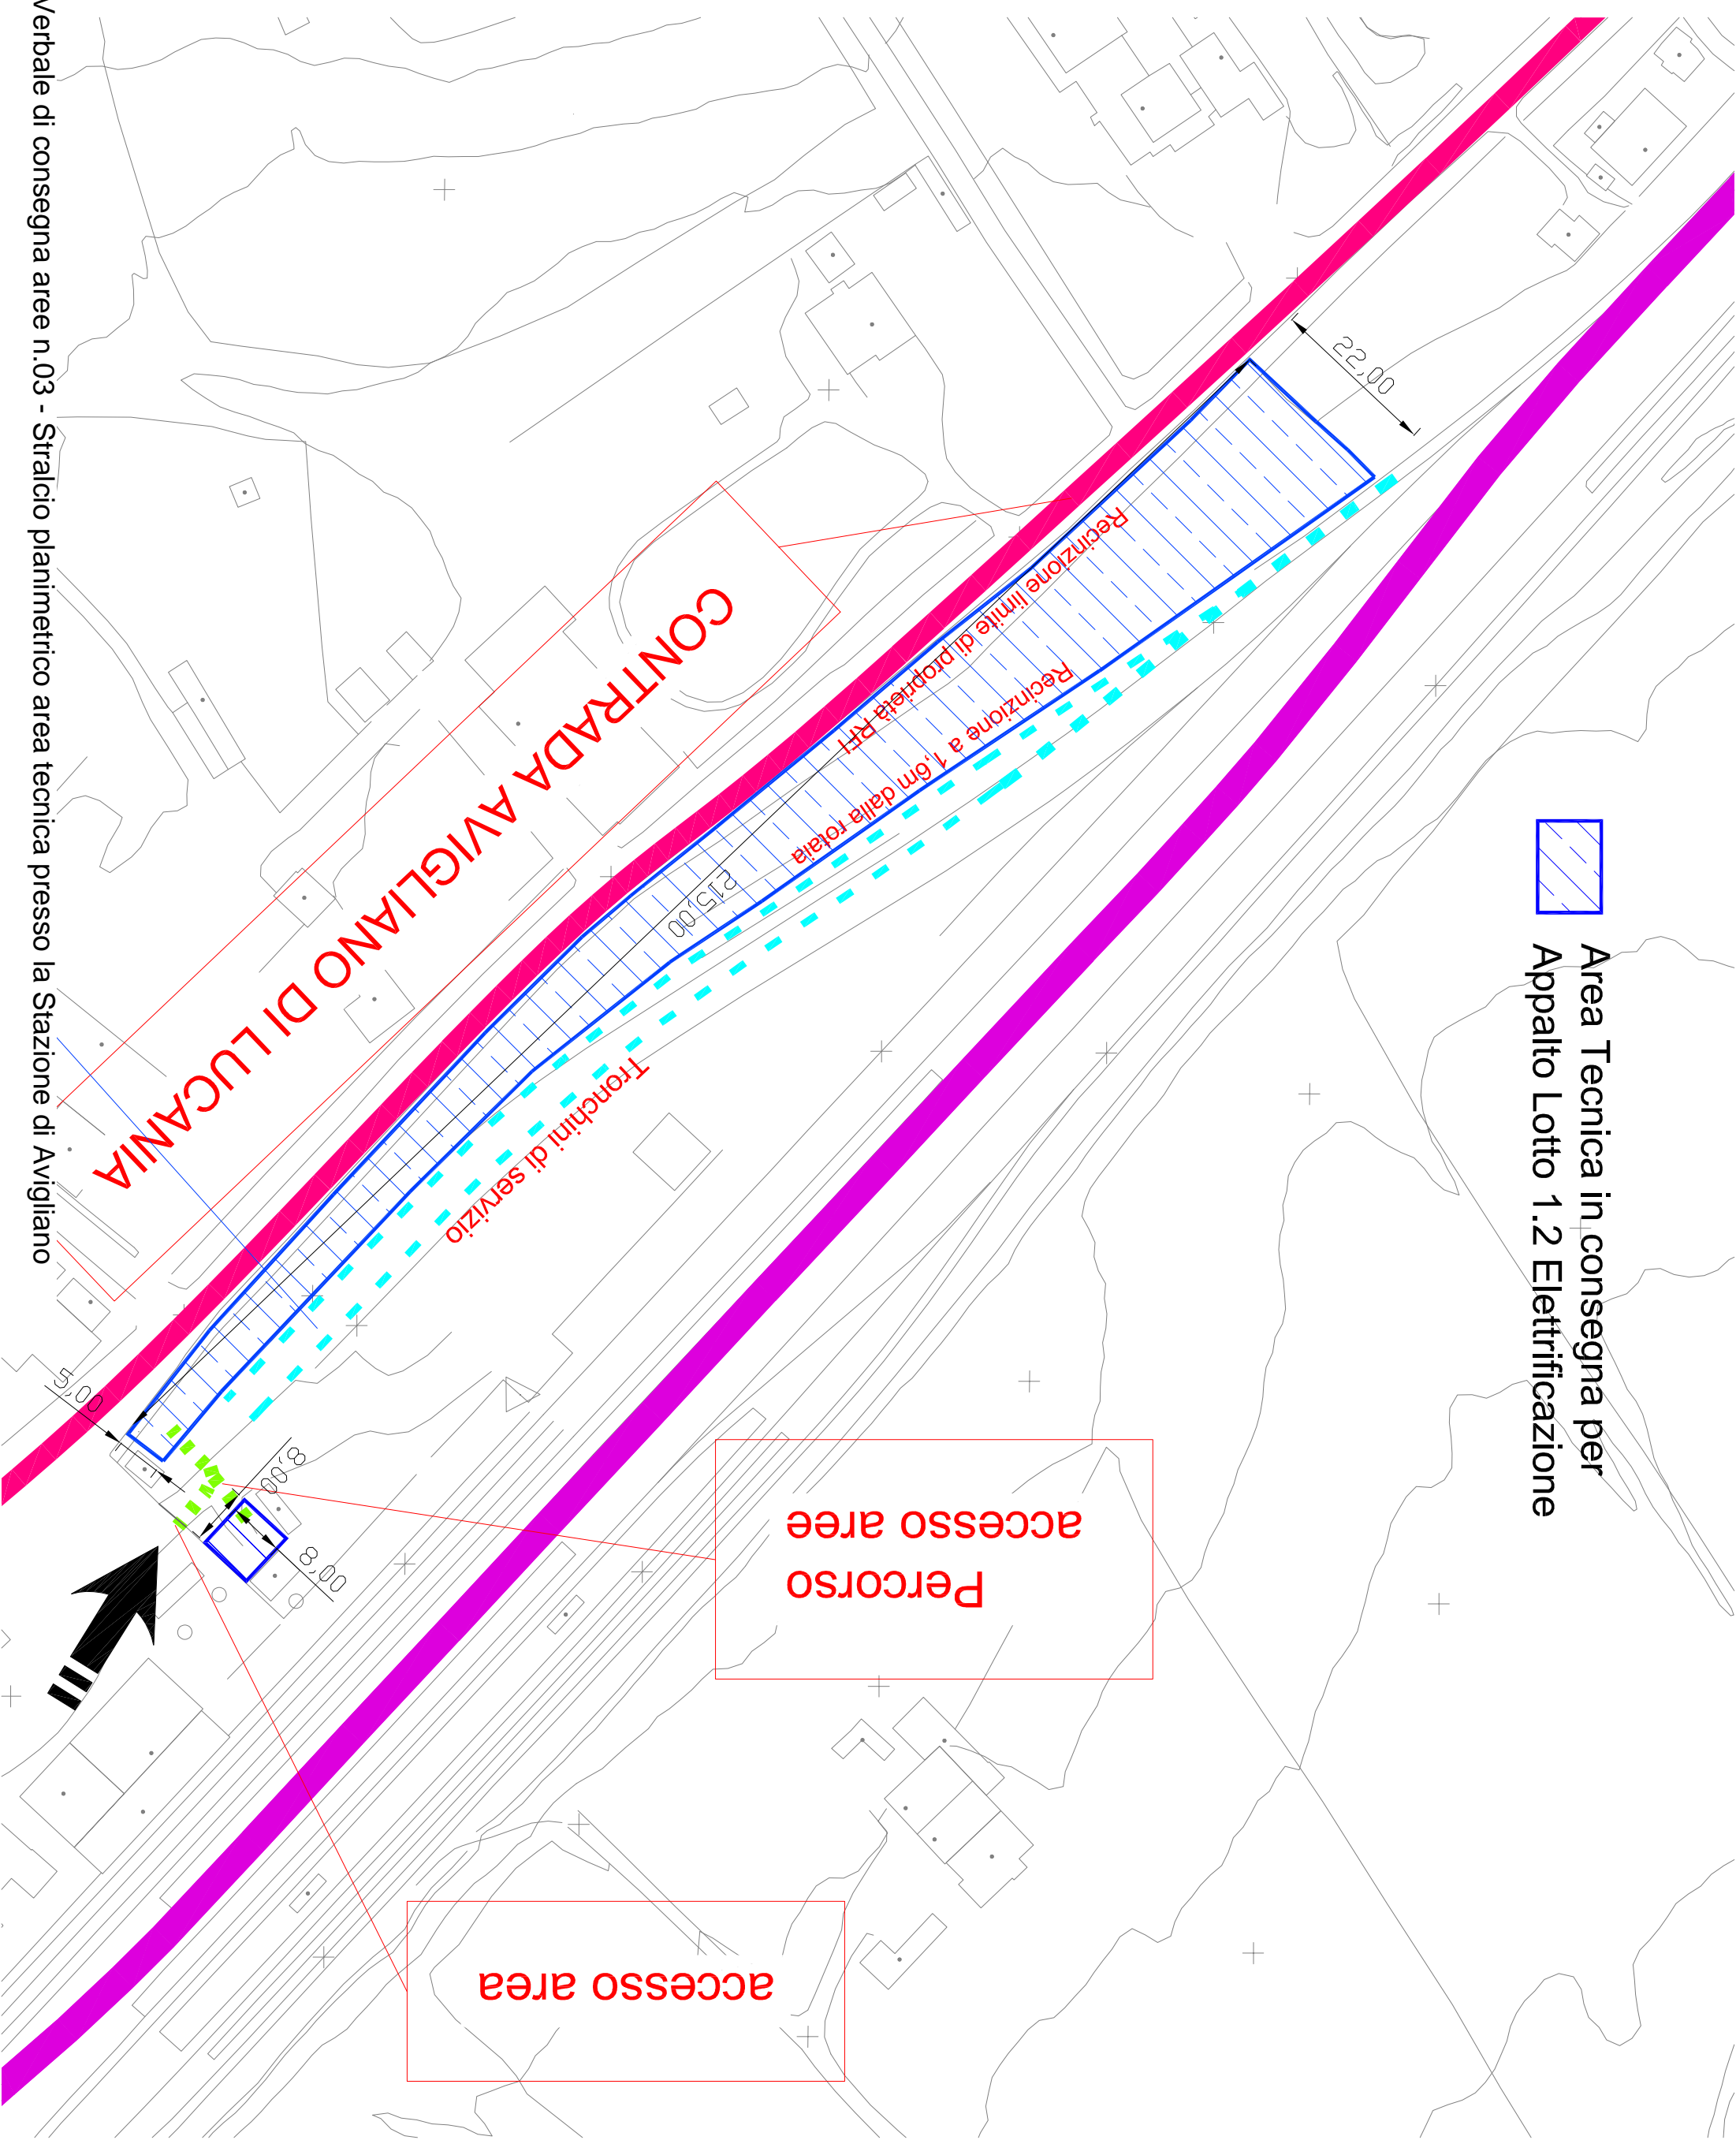 Verbale di consegna aree n.03 - Stralcio planimetrico area tecnica presso la Stazione di Avigliano
Area Tecnica in consegna per
Appalto Lotto 1.2 Elettrificazione
22,00
Recinzione limite di proprietà RFI
Recinzione a 1,6m dalla rotaia
215,00
CONTRADA AVIGLIANO DI LUCANIA
Tronchini di servizio
5,00
8,00
8,00
Percorso
accesso aree
accesso area